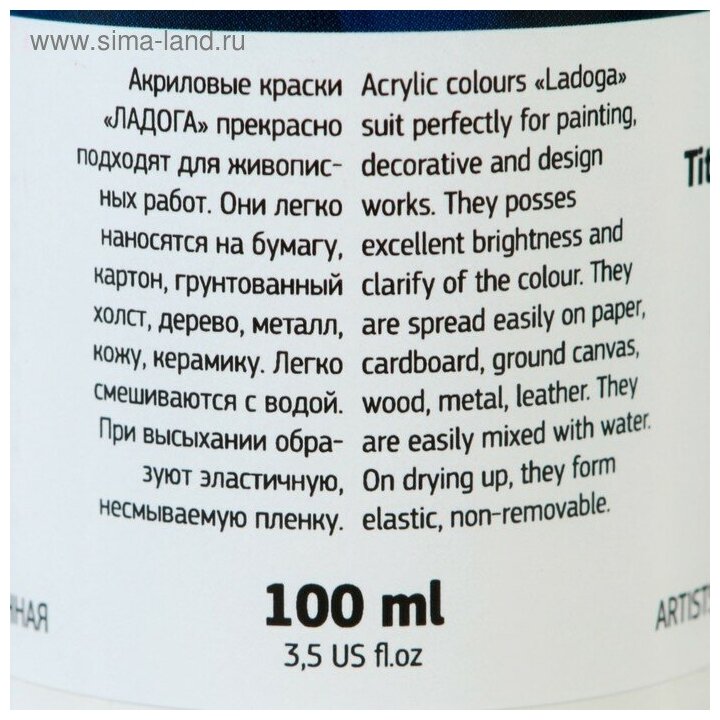 www.sima-land.ru
Акриловые краски
«ЛАДОГА» прекрасно
подходят для живопис-
ных работ. Они легко
наносятся на бумагу,
картон, грунтованный
холст, дерево, металл,
кожу, керамику. Легко
смешиваются с водой.
При высыхании обра-
зуют эластичную,
несмываемую пленку.
Acrylic colours «Ladoga»
suit perfectly for painting,
decorative and design
works. They posses
excellent brightness and
clarify of the colour. They
are spread easily on paper,
cardboard, ground canvas,
wood, metal, leather. They
are easily mixed with water.
On drying up, they form
elastic, non-removable.
100 ml
3,5 US fl.oz